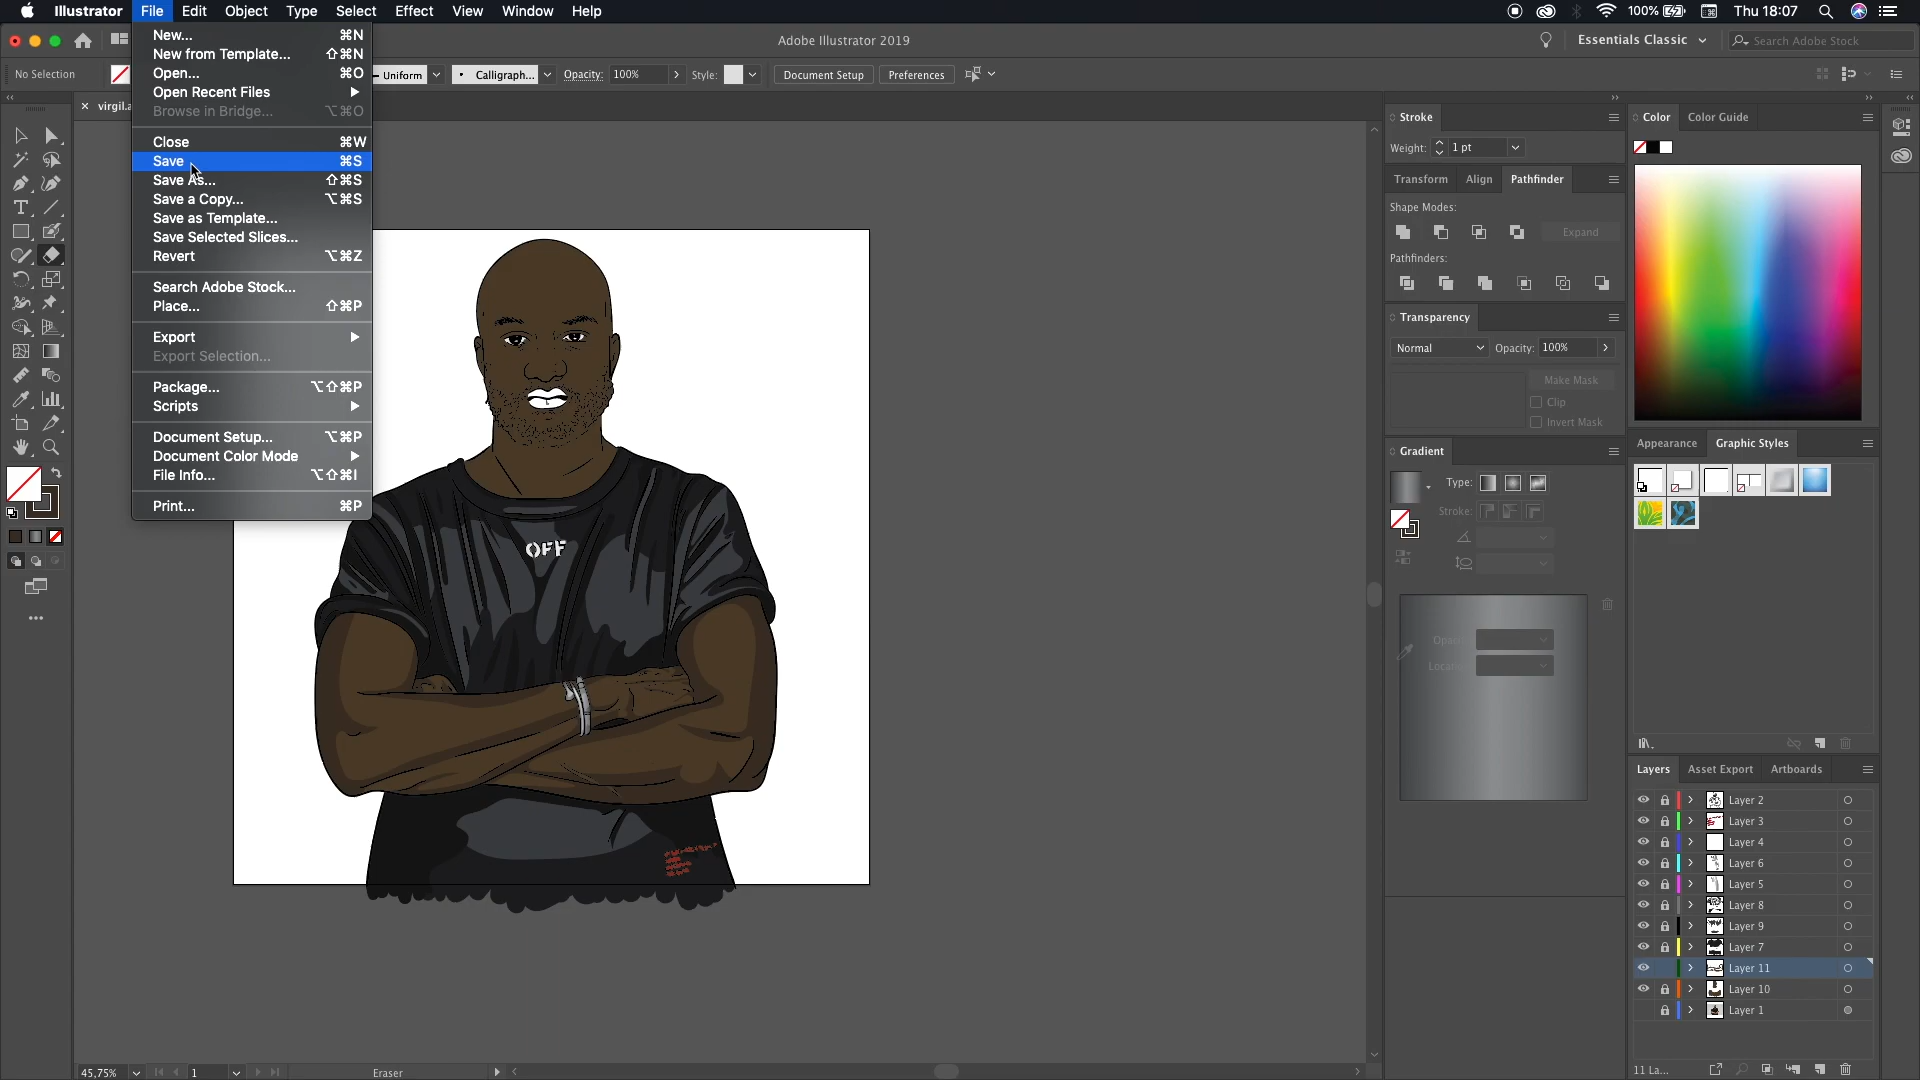 Illustrator File Edit Object Type Select Effect View Window Help
100% Thu 18:07
Adobe Illustrator 2019
Essentials Classic Search Adobe Stock
No Selection
Uniform Calligraph... Opacity: 100% Style: Document Setup Preferences
× virgil.a
New... ⌘N
New from Template... ⇧⌘N
Open... ⌘O
Open Recent Files
Browse in Bridge... ⌥⌘O
Close ⌘W
Save ⌘S
Save As... ⇧⌘S
Save a Copy... ⌥⌘S
Save as Template...
Save Selected Slices...
Revert ⌥⌘Z
Search Adobe Stock...
Place... ⇧⌘P
Export
Export Selection...
Package... ⌥⇧⌘P
Scripts
Document Setup... ⌥⌘P
Document Color Mode
File Info... ⌥⇧⌘I
Print... ⌘P
OFF
Stroke
Weight: 1 pt
Transform Align Pathfinder
Shape Modes:
Expand
Pathfinders:
Transparency
Normal Opacity: 100%
Make Mask
Clip
Invert Mask
Gradient
Type:
Stroke:
Color Color Guide
Appearance Graphic Styles
Layers Asset Export Artboards
Layer 2
Layer 3
Layer 4
Layer 6
Layer 5
Layer 8
Layer 9
Layer 7
Layer 11
Layer 10
Layer 1
11 La...
45,75% 1 Eraser